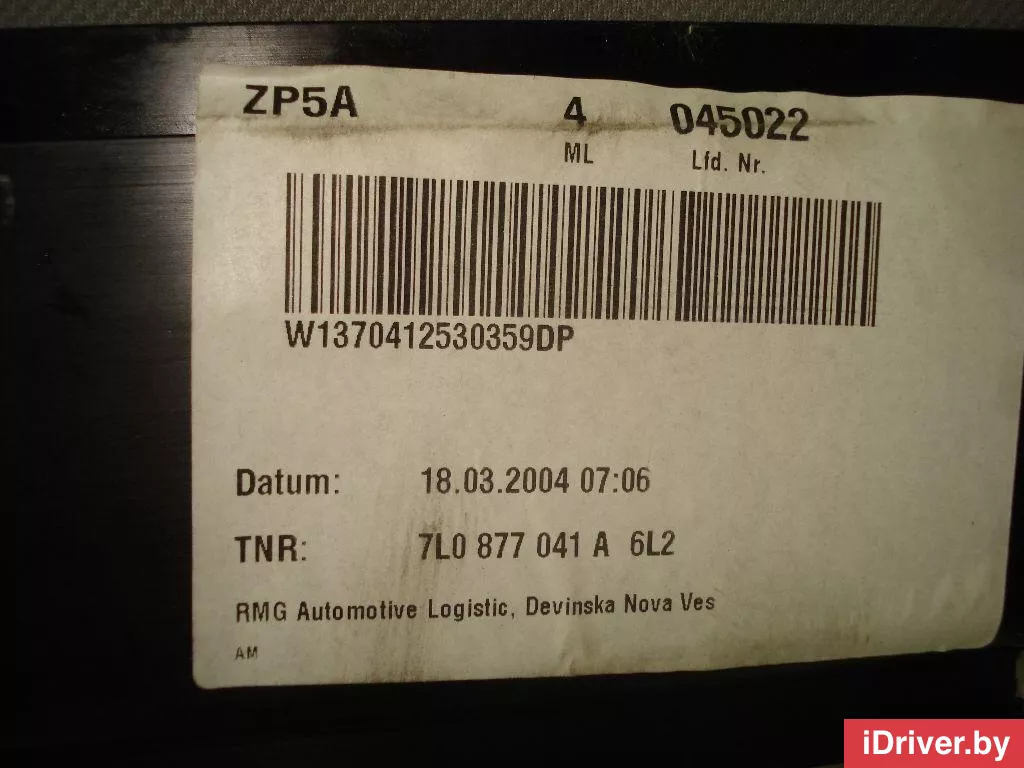 ZP5A 4 045022
ML Lfd. Nr.
W1370412530359DP
Datum: 18.03.2004 07:06
TNR: 7L0 877 041 A 6L2
RMG Automotive Logistic, Devinska Nova Ves
AM
iDriver.by